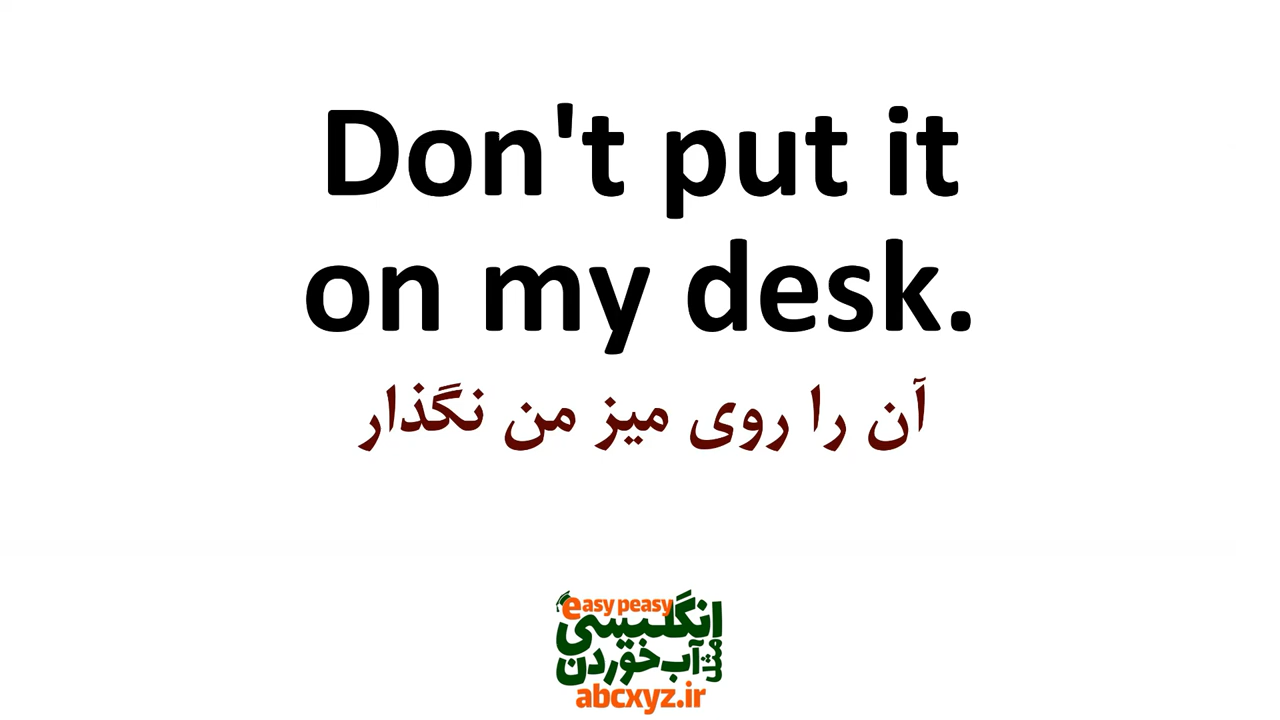 Don't put it
on my desk.
آن را روی میز من نگذار
easy peasy
انگلیسی
مثل آب خوردن
abcxyz.ir